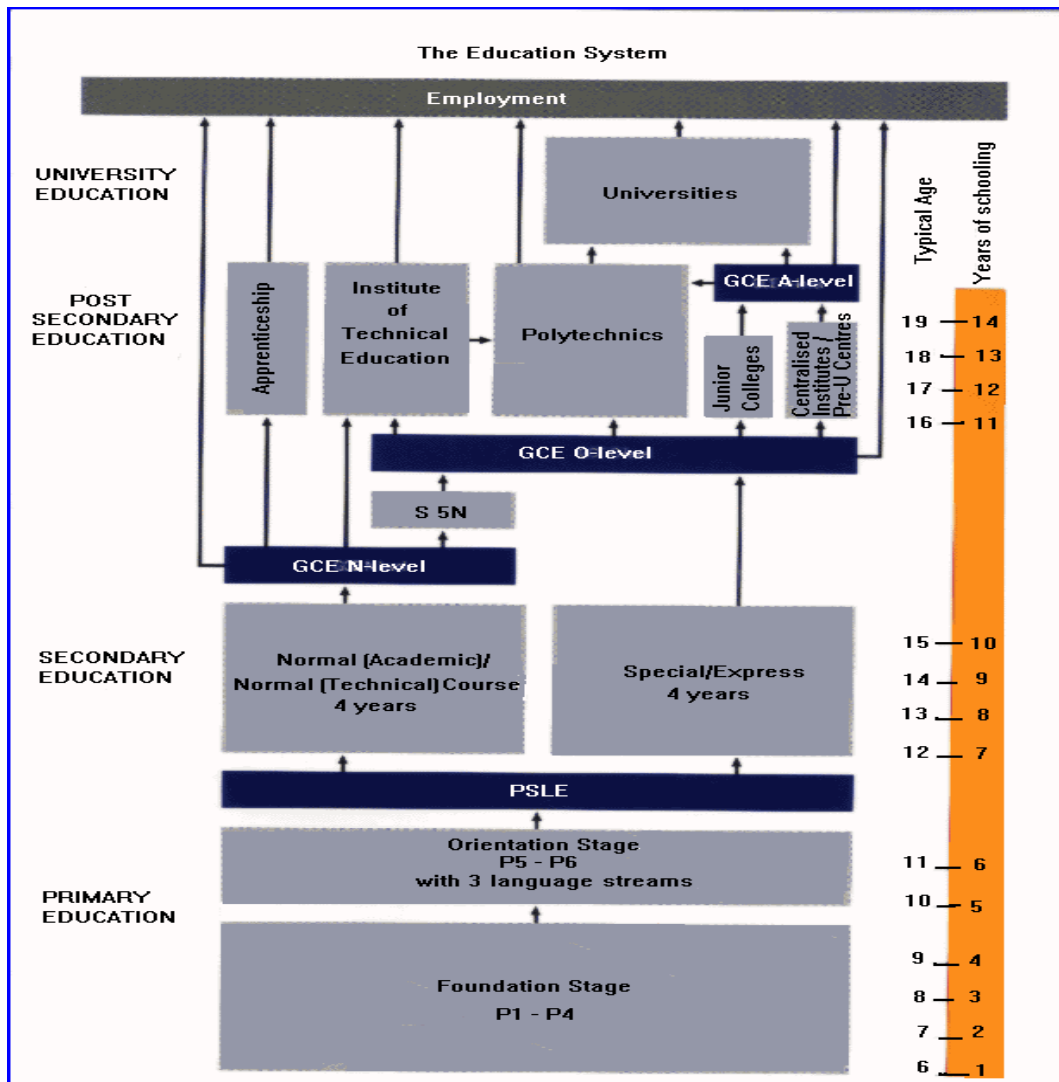 The Education System
Employment
UNIVERSITY
EDUCATION
Universities
Typical Age
Years of schooling
POST
SECONDARY
EDUCATION
Apprenticeship
Institute
of
Technical
Education
Polytechnics
GCE A-level
Junior
Colleges
Centralised
Institutes /
Pre-U Centres
19 14
18 13
17 12
16 11
GCE O-level
S 5N
GCE N-level
SECONDARY
EDUCATION
Normal (Academic)/
Normal (Technical) Course
4 years
Special/Express
4 years
15 10
14 9
13 8
12 7
PSLE
PRIMARY
EDUCATION
Orientation Stage
P5 - P6
with 3 language streams
11 6
10 5
Foundation Stage
P1 - P4
9 4
8 3
7 2
6 1